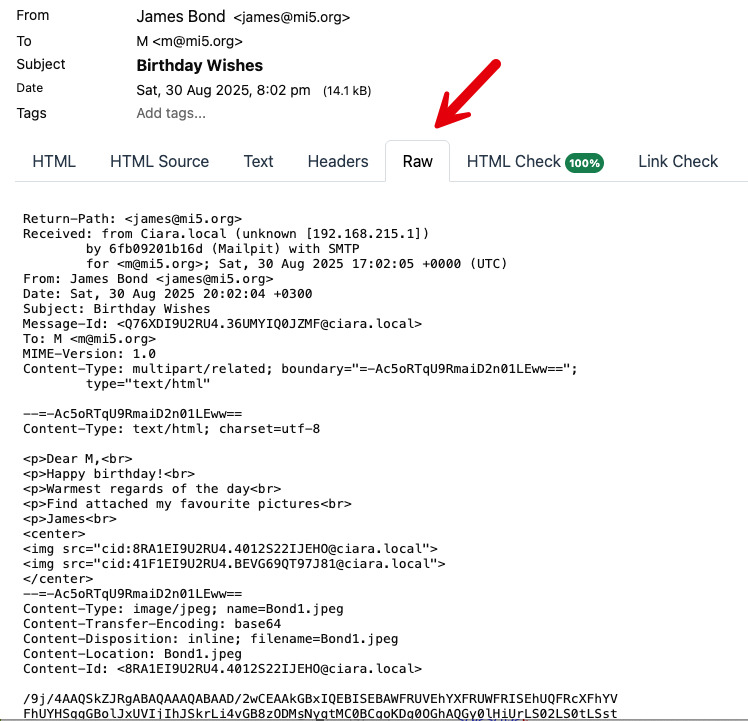 From James Bond <james@mi5.org>
To M <m@mi5.org>
Subject Birthday Wishes
Date Sat, 30 Aug 2025, 8:02 pm (14.1 kB)
Tags Add tags...
HTML HTML Source Text Headers Raw HTML Check 100% Link Check
Return-Path: <james@mi5.org>
Received: from Ciara.local (unknown [192.168.215.1])
by 6fb09201b16d (Mailpit) with SMTP
for <m@mi5.org>; Sat, 30 Aug 2025 17:02:05 +0000 (UTC)
From: James Bond <james@mi5.org>
Date: Sat, 30 Aug 2025 20:02:04 +0300
Subject: Birthday Wishes
Message-Id: <Q76XDI9U2RU4.36UMYIQ0JZMF@ciara.local>
To: M <m@mi5.org>
MIME-Version: 1.0
Content-Type: multipart/related; boundary="=-Ac5oRTqU9RmaiD2n01LEww==";
type="text/html"
--=-Ac5oRTqU9RmaiD2n01LEww==
Content-Type: text/html; charset=utf-8
<p>Dear M,<br>
<p>Happy birthday!<br>
<p>Warmest regards of the day<br>
<p>Find attached my favourite pictures<br>
<p>James<br>
<center>
<img src="cid:8RA1EI9U2RU4.4012S22IJEHO@ciara.local">
<img src="cid:41F1EI9U2RU4.BEVG69QT97J81@ciara.local">
</center>
--=-Ac5oRTqU9RmaiD2n01LEww==
Content-Type: image/jpeg; name=Bond1.jpeg
Content-Transfer-Encoding: base64
Content-Disposition: inline; filename=Bond1.jpeg
Content-Location: Bond1.jpeg
Content-Id: <8RA1EI9U2RU4.4012S22IJEHO@ciara.local>
/9j/4AAQSkZJRgABAQAAAQABAAD/2wCEAAkGBxIQEBISEBAWFRUVEhYXFRUWFRISEhUQFRcXFhYV